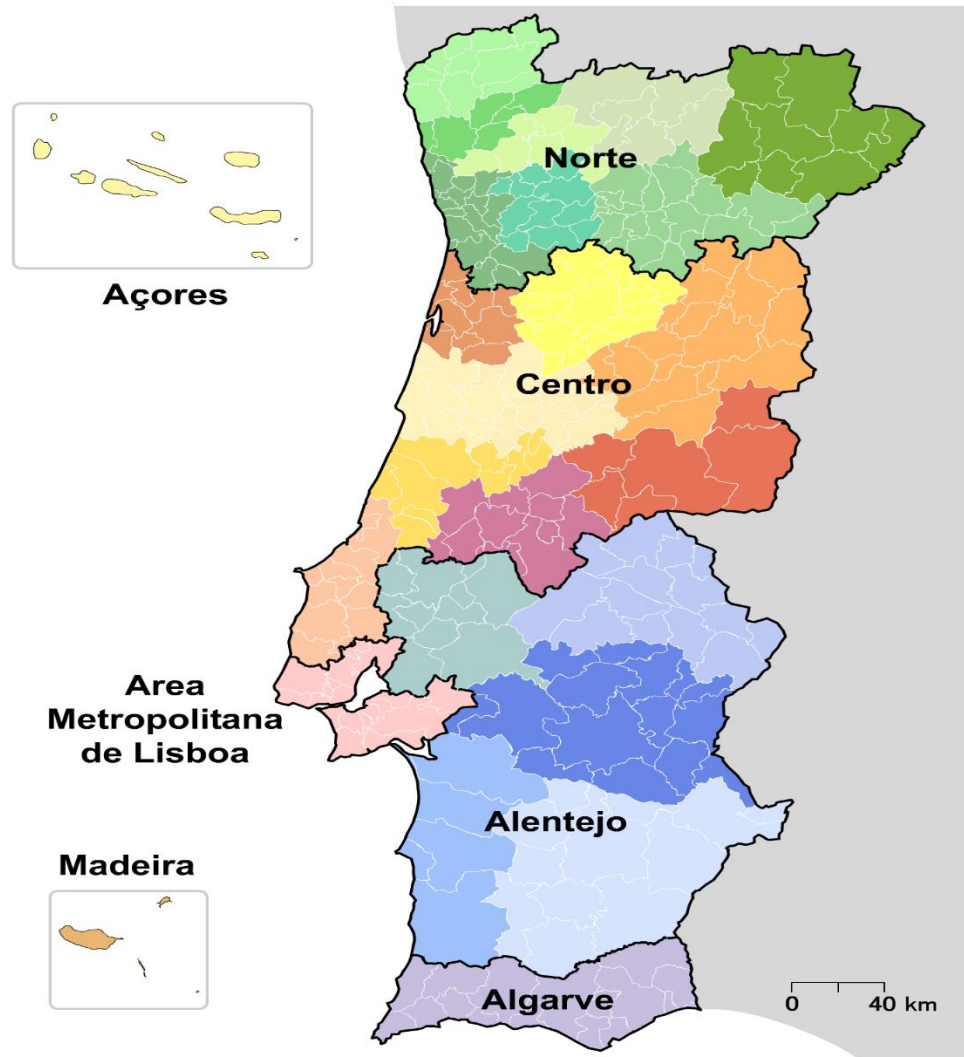 Norte
Açores
Centro
Area
Metropolitana
de Lisboa
Alentejo
Madeira
Algarve
0 40 km